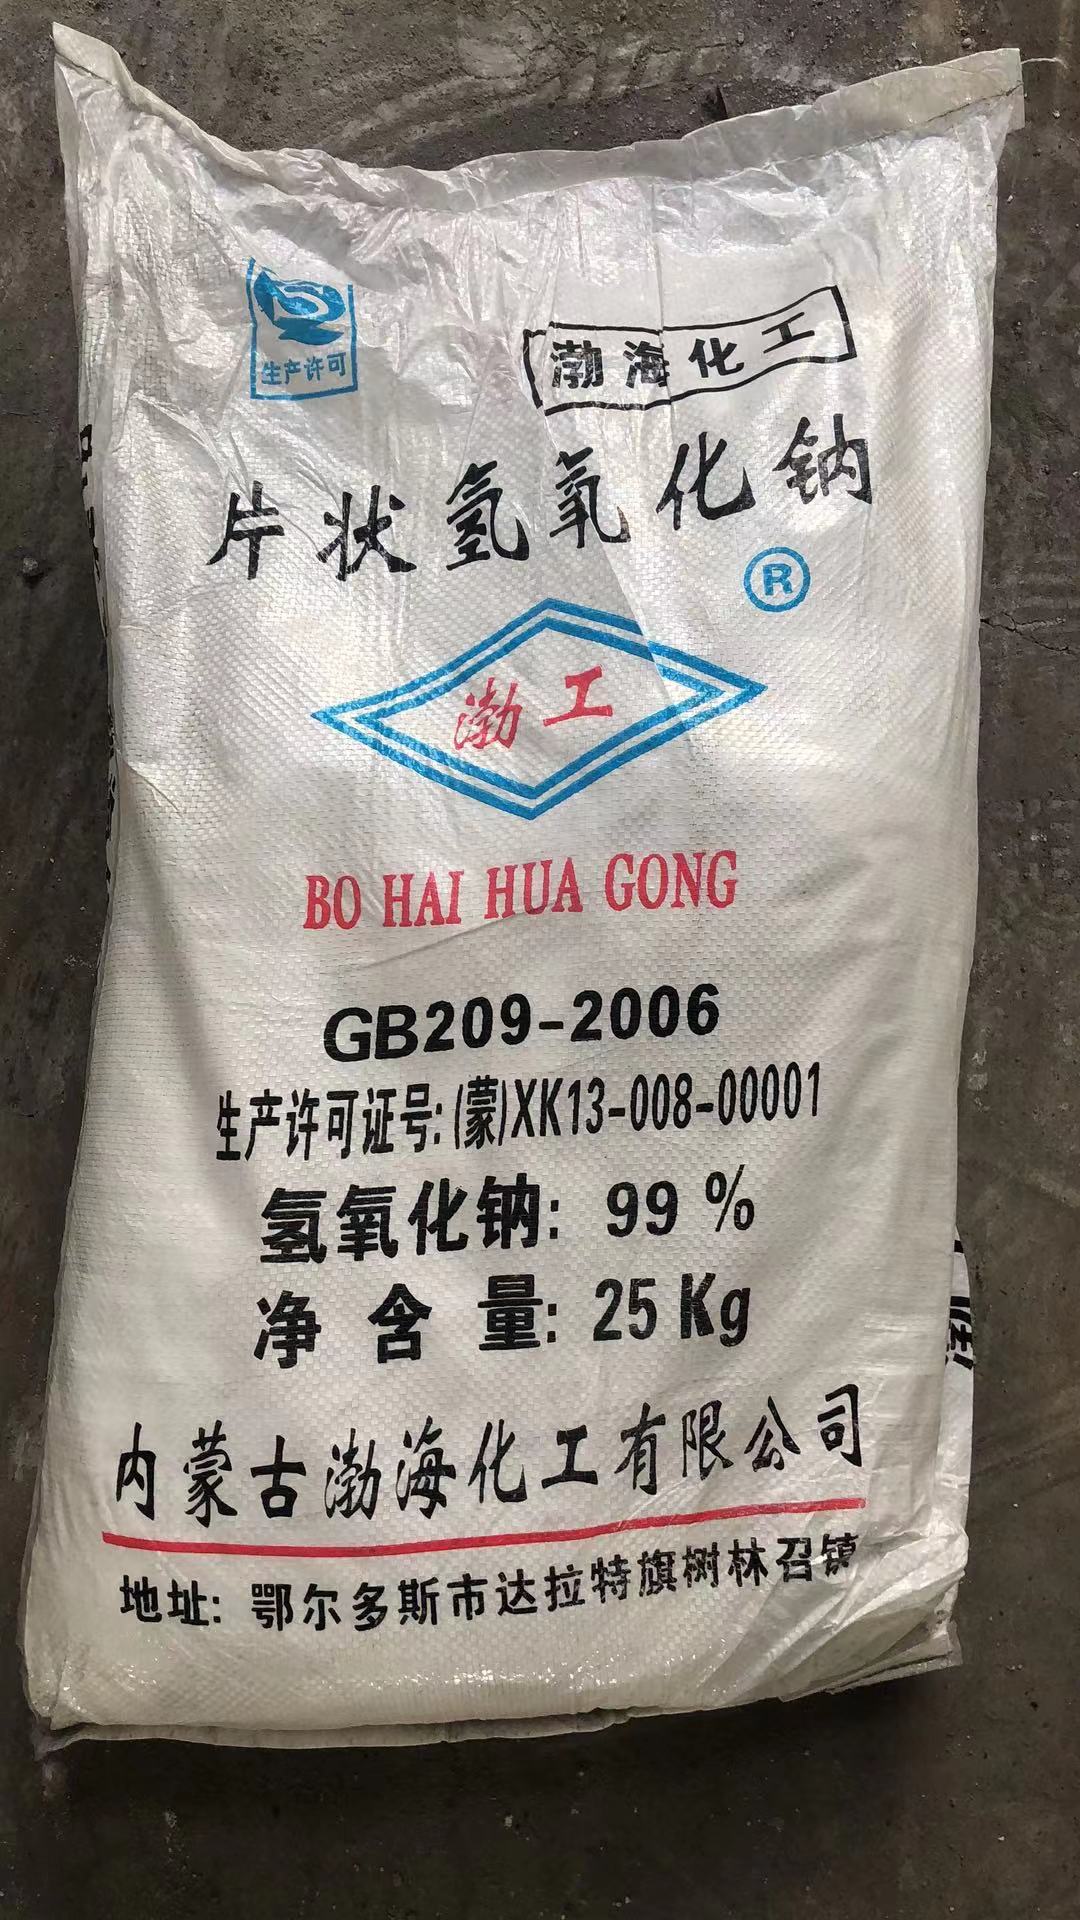 生产许可
渤海化工
片状氢氧化钠
®
渤工
BO HAI HUA GONG
GB209-2006
生产许可证号:(蒙)XK13-008-00001
氢氧化钠: 99%
净含量: 25Kg
内蒙古渤海化工有限公司
地址: 鄂尔多斯市达拉特旗树林召镇